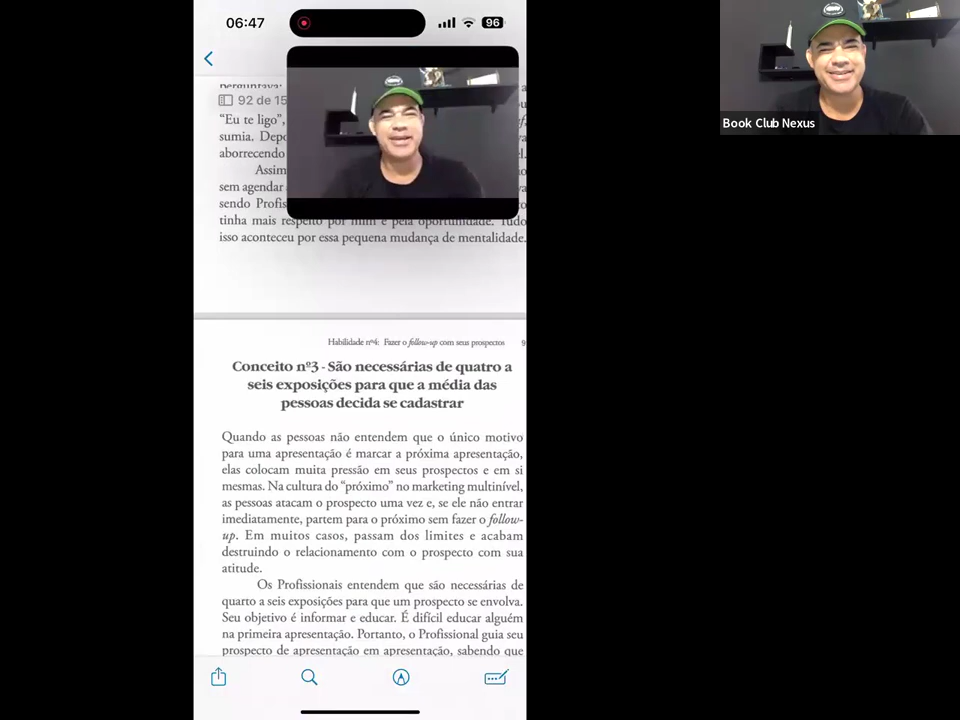 06:47
96
perguntava:
92 de 15
“Eu te ligo”,
sumia. Depo
aborrecendo
Assim
sem agendar
sendo Profis
tinha mais respeito por mim e pela oportunidade. Tudo
isso aconteceu por essa pequena mudança de mentalidade.
Habilidade nº4: Fazer o follow-up com seus prospectos 9
Conceito nº3 - São necessárias de quatro a
seis exposições para que a média das
pessoas decida se cadastrar
Quando as pessoas não entendem que o único motivo
para uma apresentação é marcar a próxima apresentação,
elas colocam muita pressão em seus prospectos e em si
mesmas. Na cultura do “próximo” no marketing multinível,
as pessoas atacam o prospecto uma vez e, se ele não entrar
imediatamente, partem para o próximo sem fazer o follow-
up. Em muitos casos, passam dos limites e acabam
destruindo o relacionamento com o prospecto com sua
atitude.
Os Profissionais entendem que são necessárias de
quarto a seis exposições para que um prospecto se envolva.
Seu objetivo é informar e educar. É difícil educar alguém
na primeira apresentação. Portanto, o Profissional guia seu
prospecto de apresentação em apresentação, sabendo que
Book Club Nexus